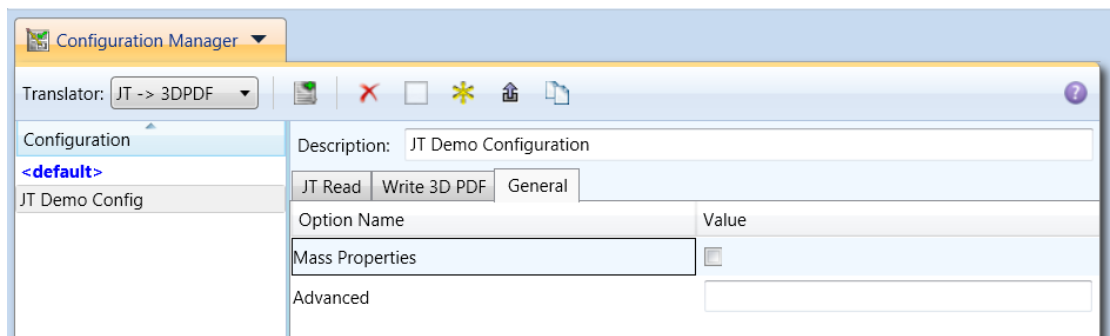 Configuration Manager
Translator: JT -> 3DPDF
Configuration
<default>
JT Demo Config
Description: JT Demo Configuration
JT Read Write 3D PDF General
Option Name Value
Mass Properties
Advanced